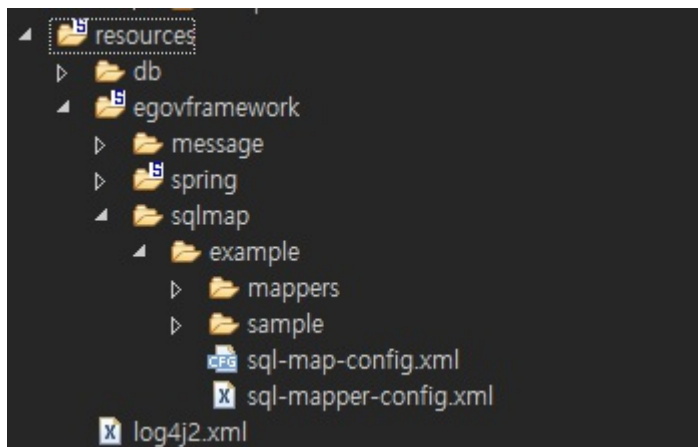 resources
db
egovframework
message
spring
sqlmap
example
mappers
sample
sql-map-config.xml
sql-mapper-config.xml
log4j2.xml